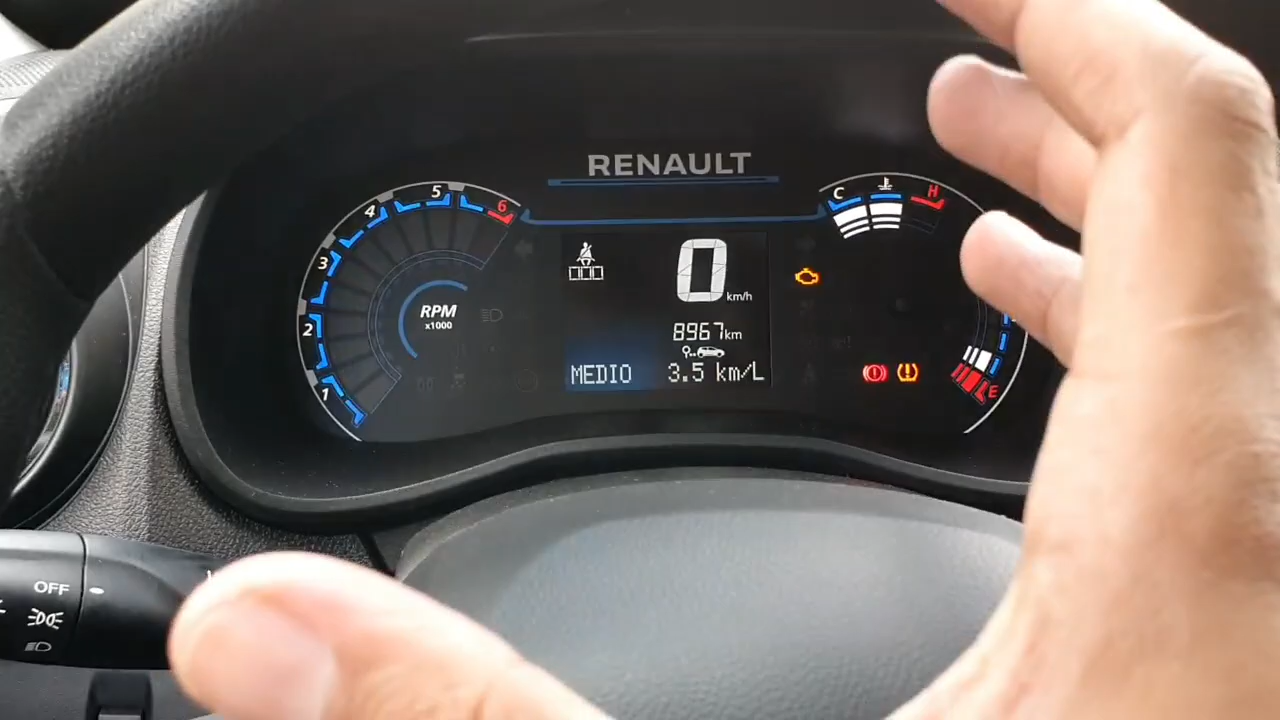 RENAULT
1
2
3
4
5
6
RPM
x1000
0 km/h
8967km
MEDIO 3.5 km/L
C H
E
OFF